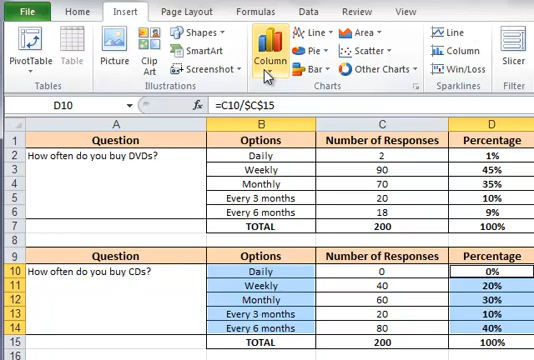 File Home Insert Page Layout Formulas Data Review View
PivotTable Table Picture Clip Art Shapes SmartArt Screenshot Column Line Pie Bar Area Scatter Other Charts Line Column Win/Loss Slicer
Tables Illustrations Charts Sparklines
D10 fx =C10/$C$15
A B C D
1 Question Options Number of Responses Percentage
2 How often do you buy DVDs? Daily 2 1%
3 Weekly 90 45%
4 Monthly 70 35%
5 Every 3 months 20 10%
6 Every 6 months 18 9%
7 TOTAL 200 100%
8
9 Question Options Number of Responses Percentage
10 How often do you buy CDs? Daily 0 0%
11 Weekly 40 20%
12 Monthly 60 30%
13 Every 3 months 20 10%
14 Every 6 months 80 40%
15 TOTAL 200 100%
16